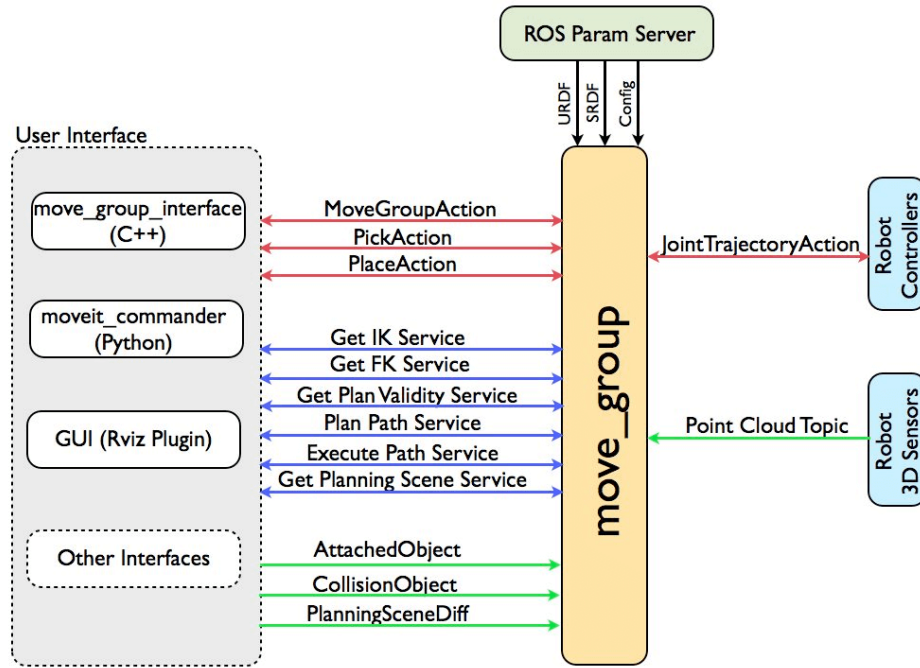 ROS Param Server
URDF
SRDF
Config
User Interface
move_group_interface
(C++)
moveit_commander
(Python)
GUI (Rviz Plugin)
Other Interfaces
MoveGroupAction
PickAction
PlaceAction
Get IK Service
Get FK Service
Get Plan Validity Service
Plan Path Service
Execute Path Service
Get Planning Scene Service
AttachedObject
CollisionObject
PlanningSceneDiff
move_group
JointTrajectoryAction
Point Cloud Topic
Robot
Controllers
Robot
3D Sensors